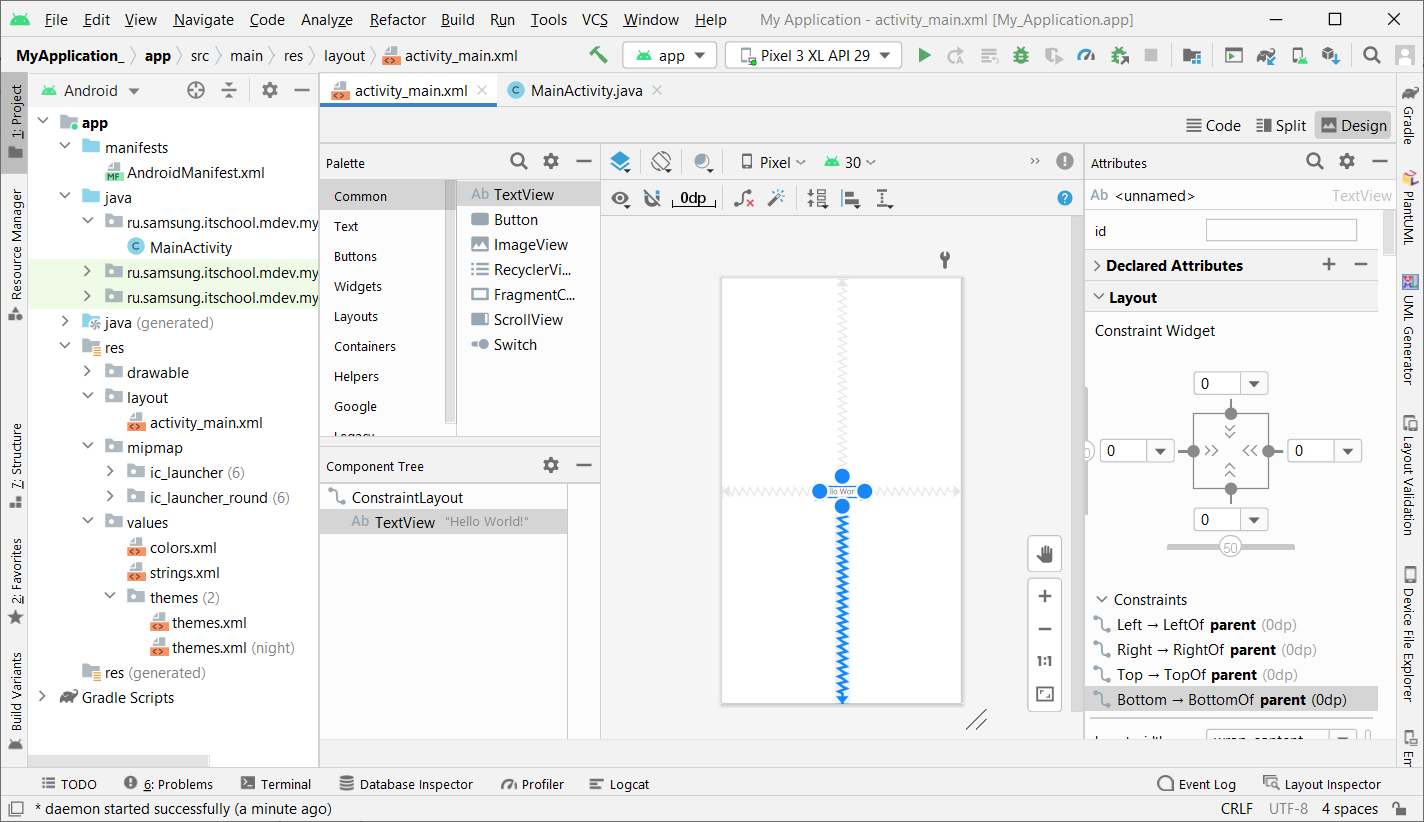 File Edit View Navigate Code Analyze Refactor Build Run Tools VCS Window Help My Application - activity_main.xml [My_Application.app]
MyApplication_ app src main res layout activity_main.xml app Pixel 3 XL API 29
1: Project
Resource Manager
7: Structure
2: Favorites
Build Variants
Android
app
manifests
AndroidManifest.xml
java
ru.samsung.itschool.mdev.my
MainActivity
ru.samsung.itschool.mdev.my
ru.samsung.itschool.mdev.my
java (generated)
res
drawable
layout
activity_main.xml
mipmap
ic_launcher (6)
ic_launcher_round (6)
values
colors.xml
strings.xml
themes (2)
themes.xml
themes.xml (night)
res (generated)
Gradle Scripts
activity_main.xml MainActivity.java
Code Split Design
Palette
Common
Text
Buttons
Widgets
Layouts
Containers
Helpers
Google
Legacy
Ab TextView
Button
ImageView
RecyclerVi...
FragmentC...
ScrollView
Switch
Component Tree
ConstraintLayout
Ab TextView "Hello World!"
Pixel 30
0dp
llo Wor
1:1
Attributes
Ab <unnamed> TextView
id
Declared Attributes
Layout
Constraint Widget
0
0 0
0
50
Constraints
Left → LeftOf parent (0dp)
Right → RightOf parent (0dp)
Top → TopOf parent (0dp)
Bottom → BottomOf parent (0dp)
Gradle
PlantUML
UML Generator
Layout Validation
Device File Explorer
Em
TODO 6: Problems Terminal Database Inspector Profiler Logcat Event Log Layout Inspector
* daemon started successfully (a minute ago) CRLF UTF-8 4 spaces